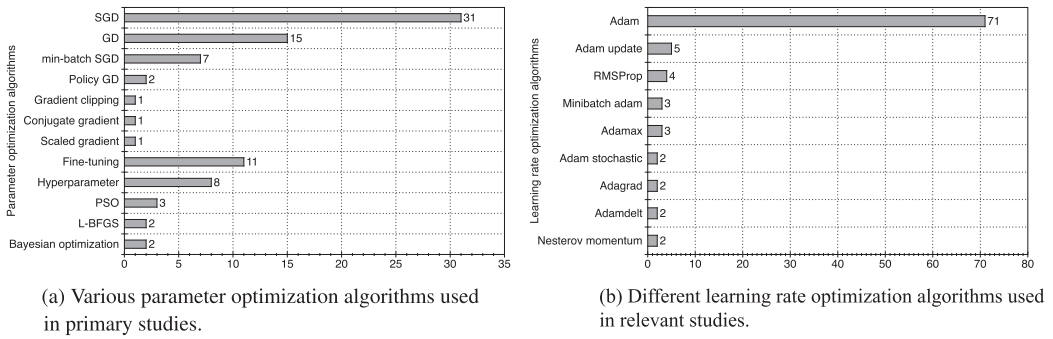 Parameter optimization algorithms
SGD 31
GD 15
min-batch SGD 7
Policy GD 2
Gradient clipping 1
Conjugate gradient 1
Scaled gradient 1
Fine-tuning 11
Hyperparameter 8
PSO 3
L-BFGS 2
Bayesian optimization 2
0 5 10 15 20 25 30 35
(a) Various parameter optimization algorithms used
in primary studies.
Learning rate optimization algorithms
Adam 71
Adam update 5
RMSProp 4
Minibatch adam 3
Adamax 3
Adam stochastic 2
Adagrad 2
Adamdelt 2
Nesterov momentum 2
0 10 20 30 40 50 60 70 80
(b) Different learning rate optimization algorithms used
in relevant studies.